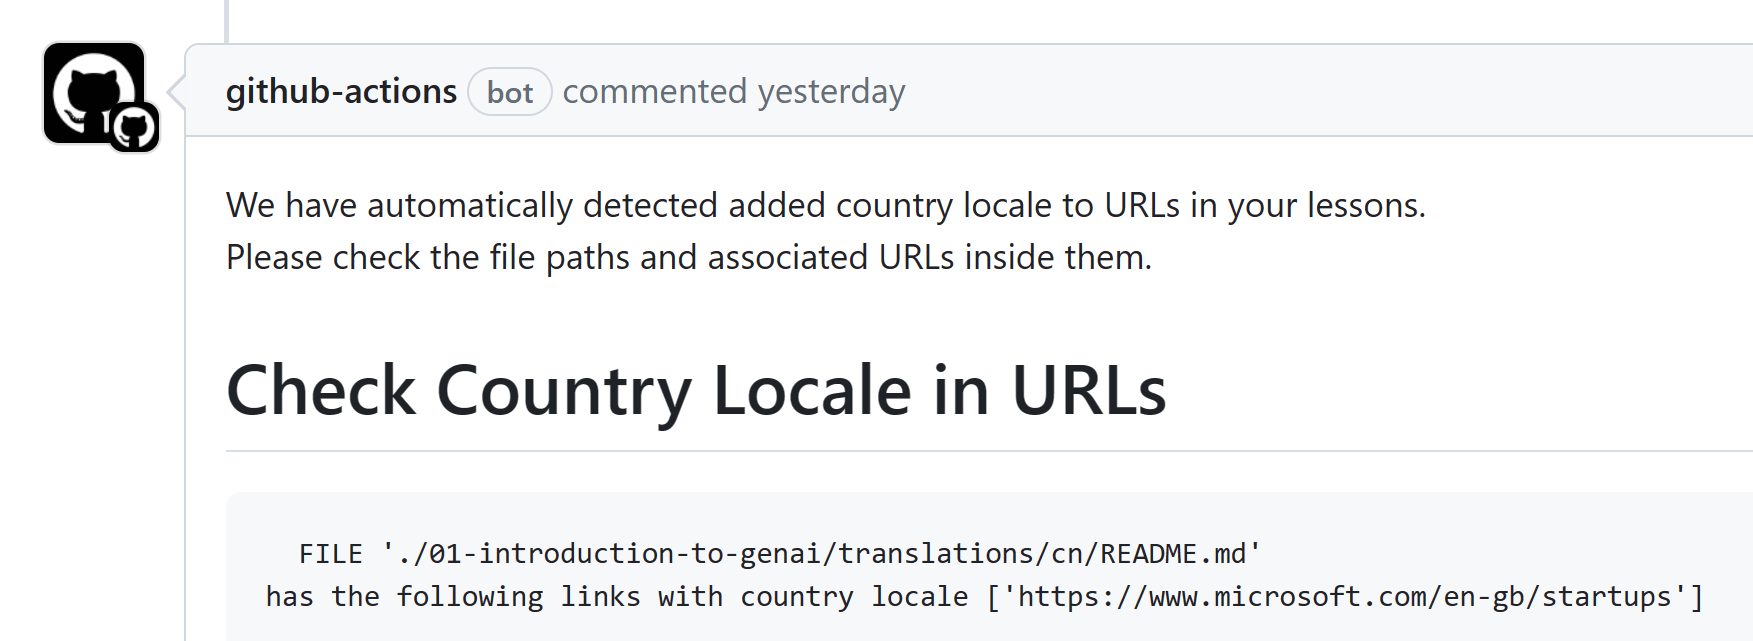 github-actions bot commented yesterday
We have automatically detected added country locale to URLs in your lessons.
Please check the file paths and associated URLs inside them.
Check Country Locale in URLs
FILE './01-introduction-to-genai/translations/cn/README.md'
has the following links with country locale ['https://www.microsoft.com/en-gb/startups']